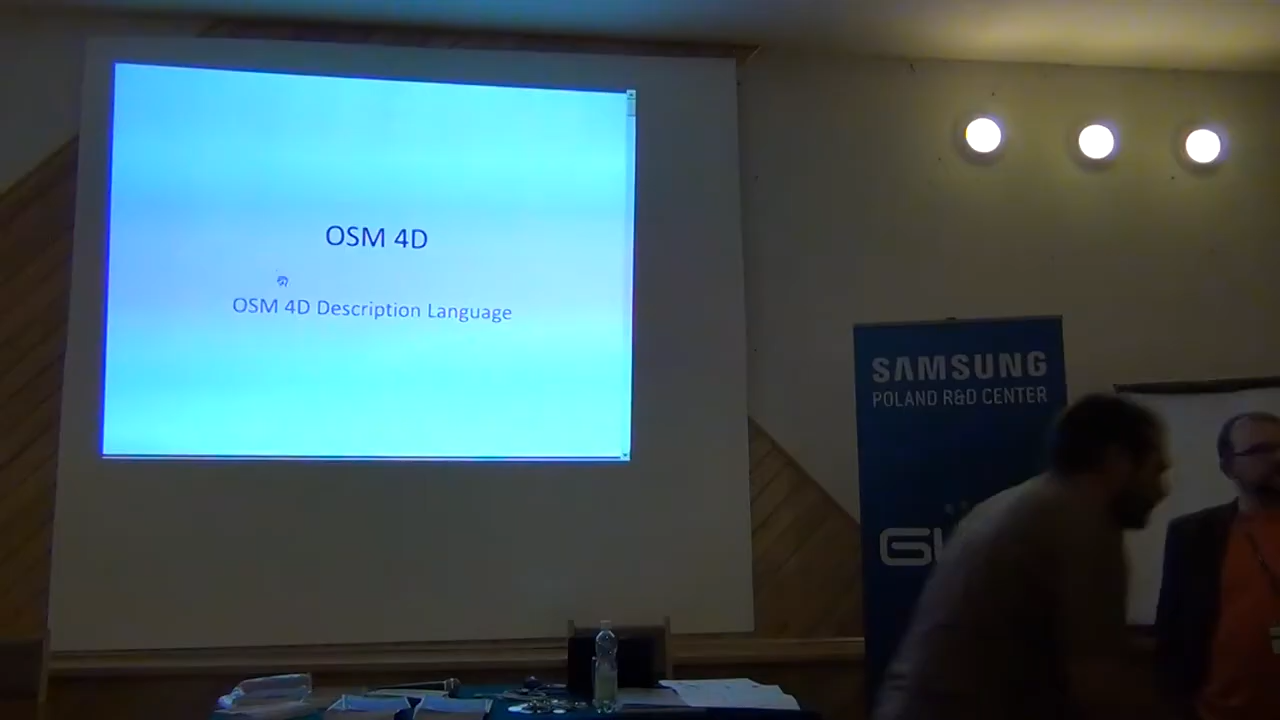 OSM 4D
OSM 4D Description Language
SAMSUNG
POLAND R&D CENTER